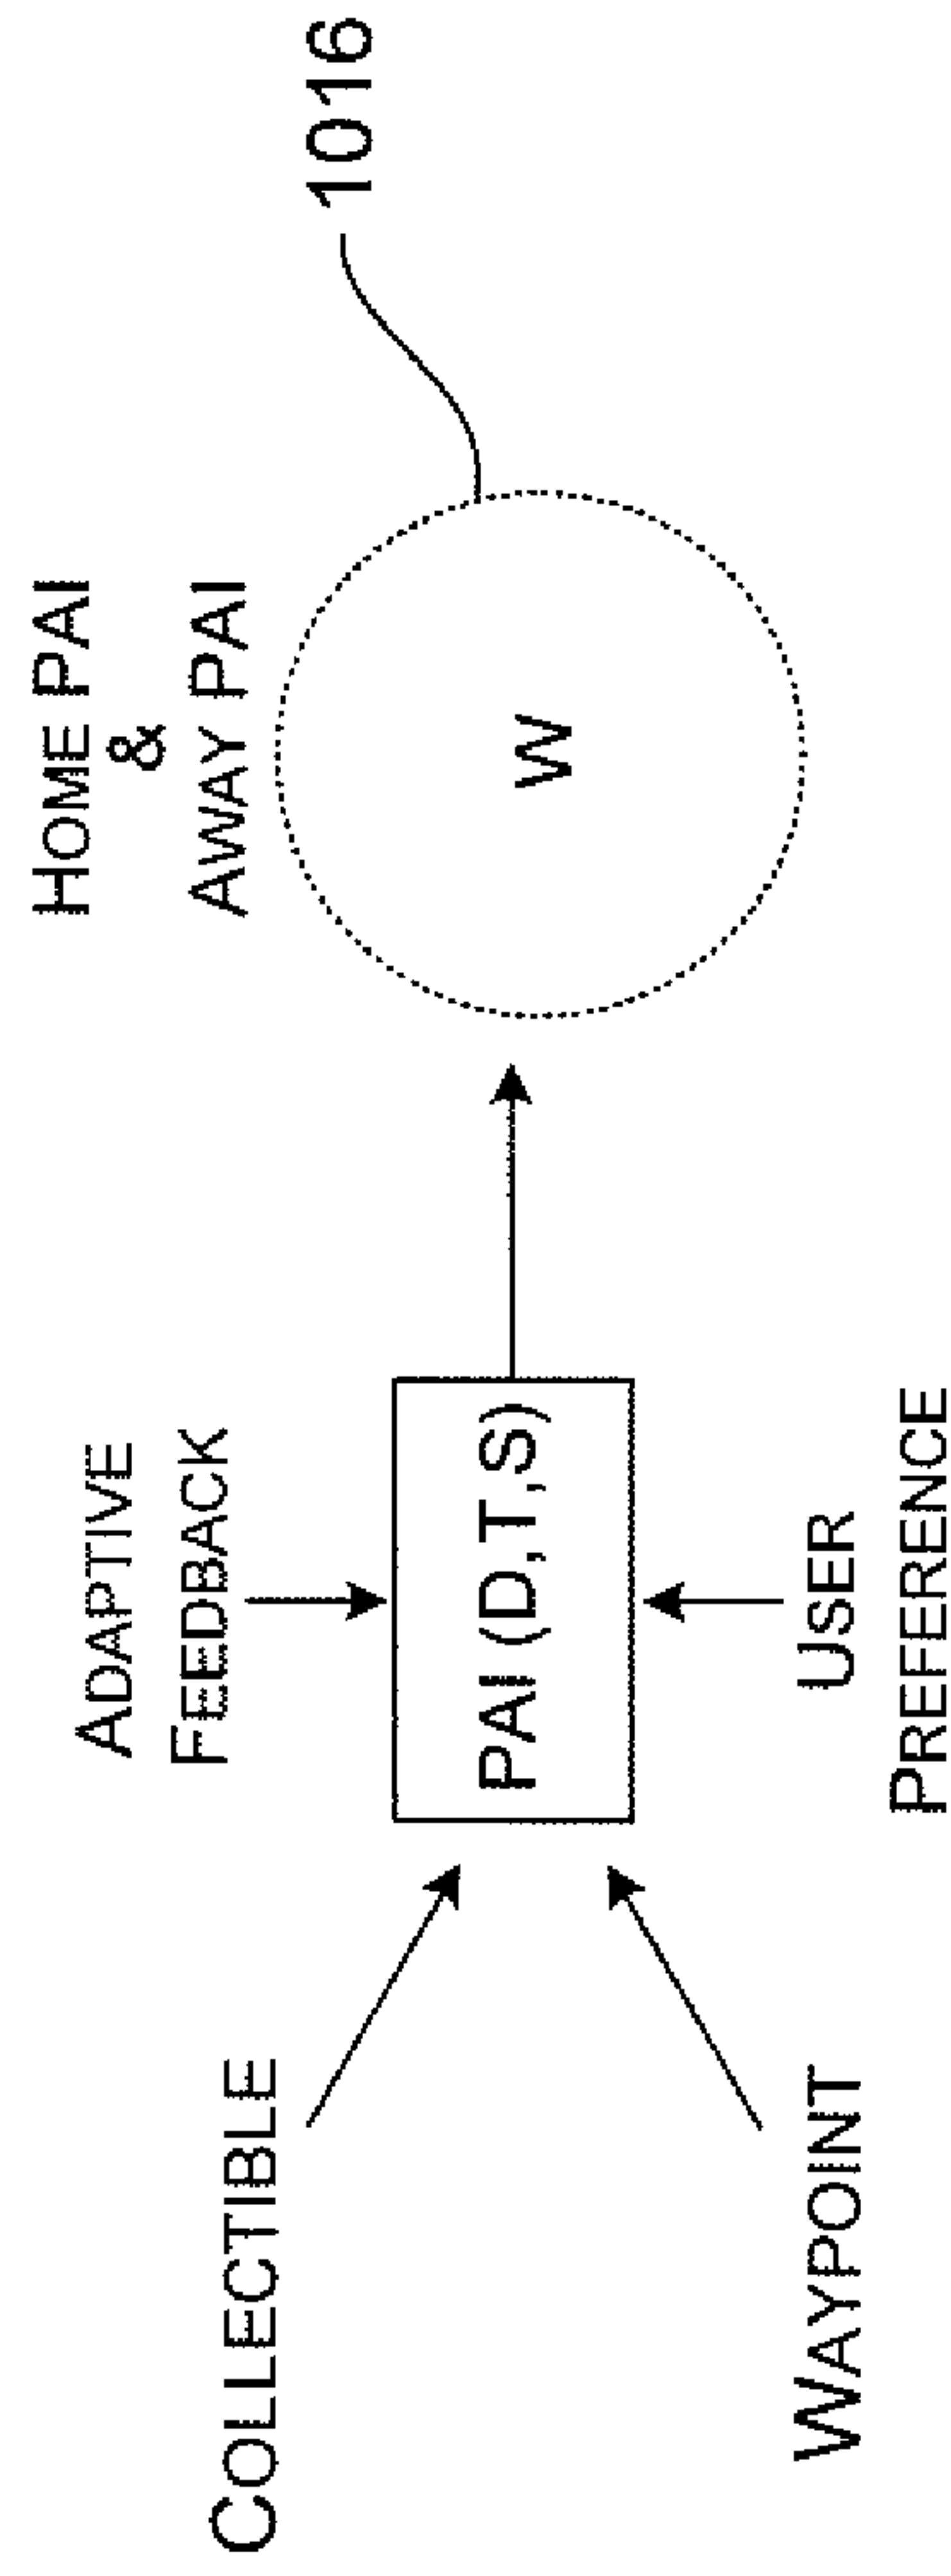 COLLECTIBLE
WAYPOINT
ADAPTIVE
FEEDBACK
PAI (D,T,S)
USER
PREFERENCE
HOME PAI
&
AWAY PAI
W
1016